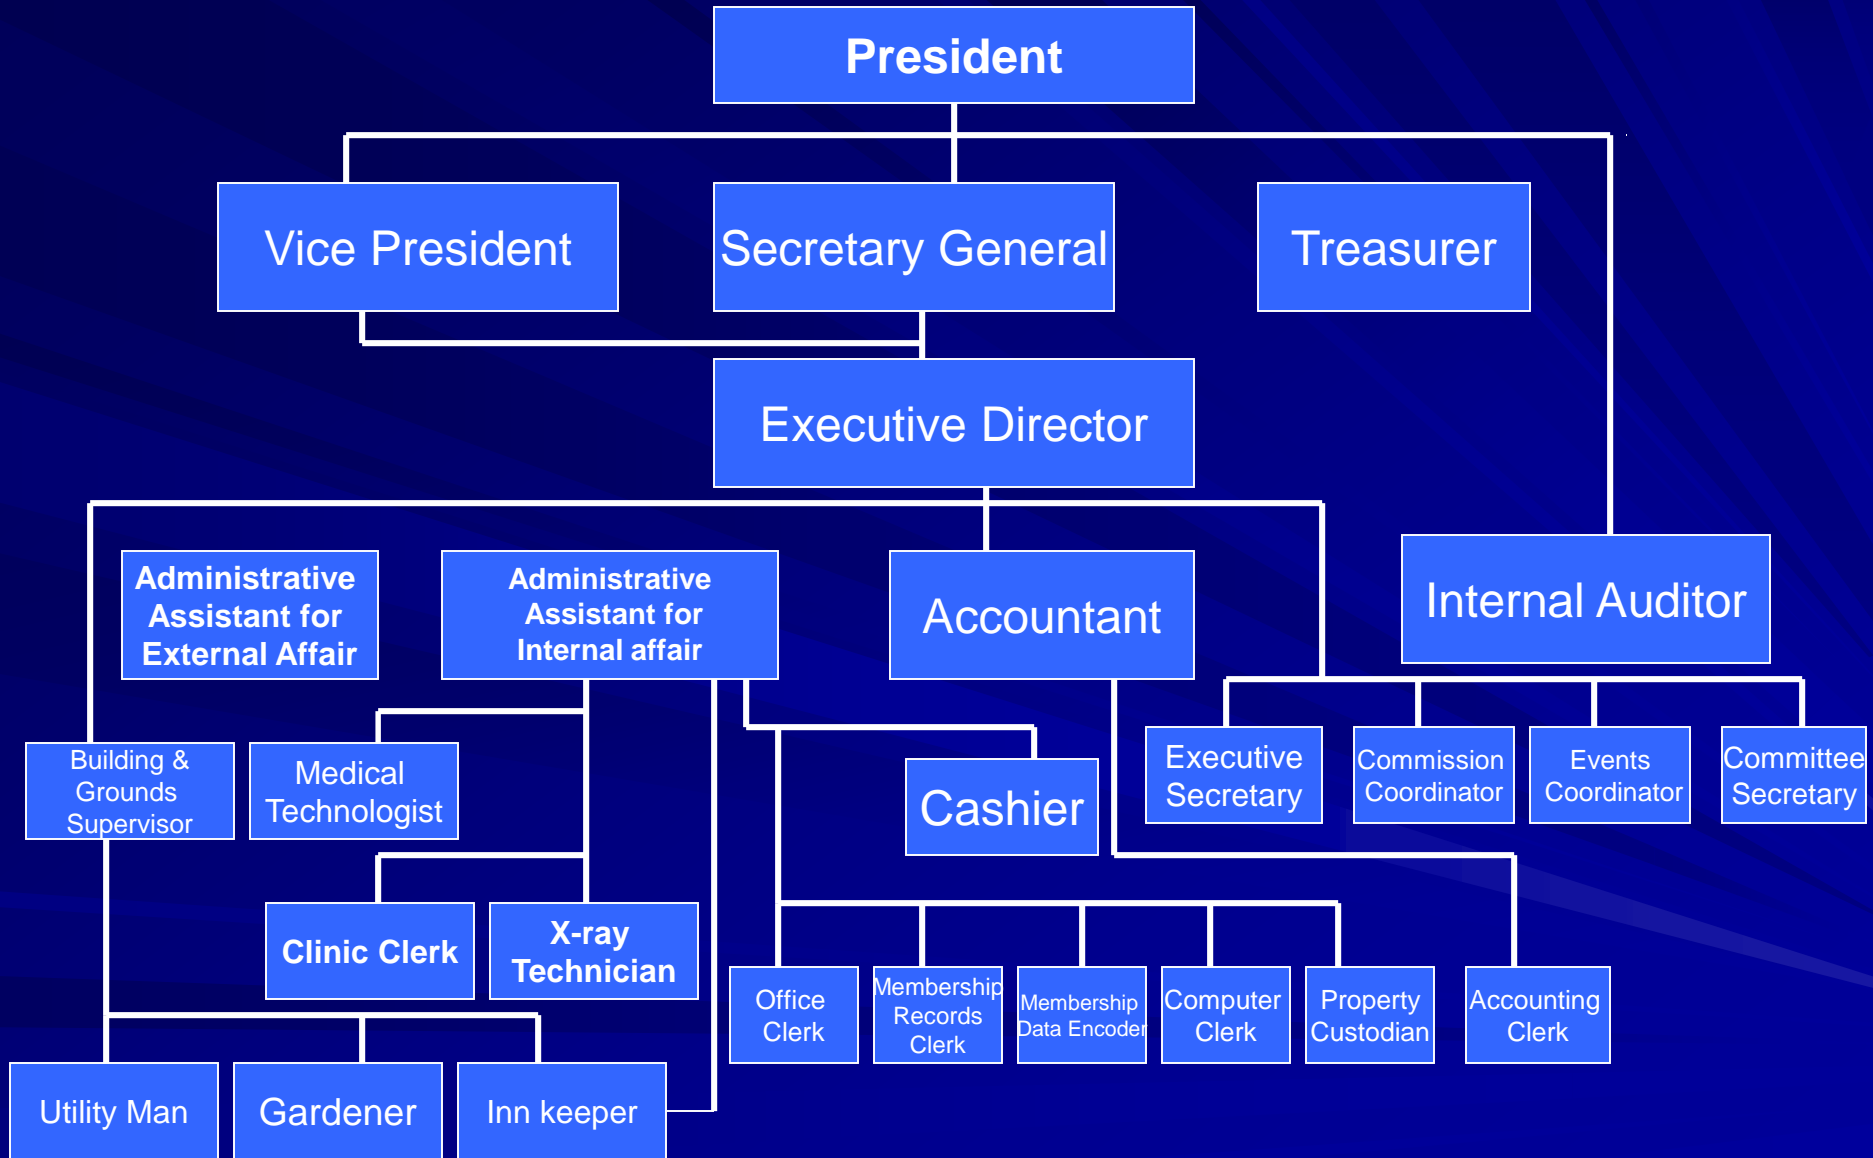 President
Vice President
Secretary General
Treasurer
Executive Director
Administrative
Assistant for
External Affair
Administrative
Assistant for
Internal affair
Accountant
Internal Auditor
Building &
Grounds
Supervisor
Medical
Technologist
Cashier
Executive
Secretary
Commission
Coordinator
Events
Coordinator
Committee
Secretary
Clinic Clerk
X-ray
Technician
Office
Clerk
Membership
Records
Clerk
Membership
Data Encoder
Computer
Clerk
Property
Custodian
Accounting
Clerk
Utility Man
Gardener
Inn keeper